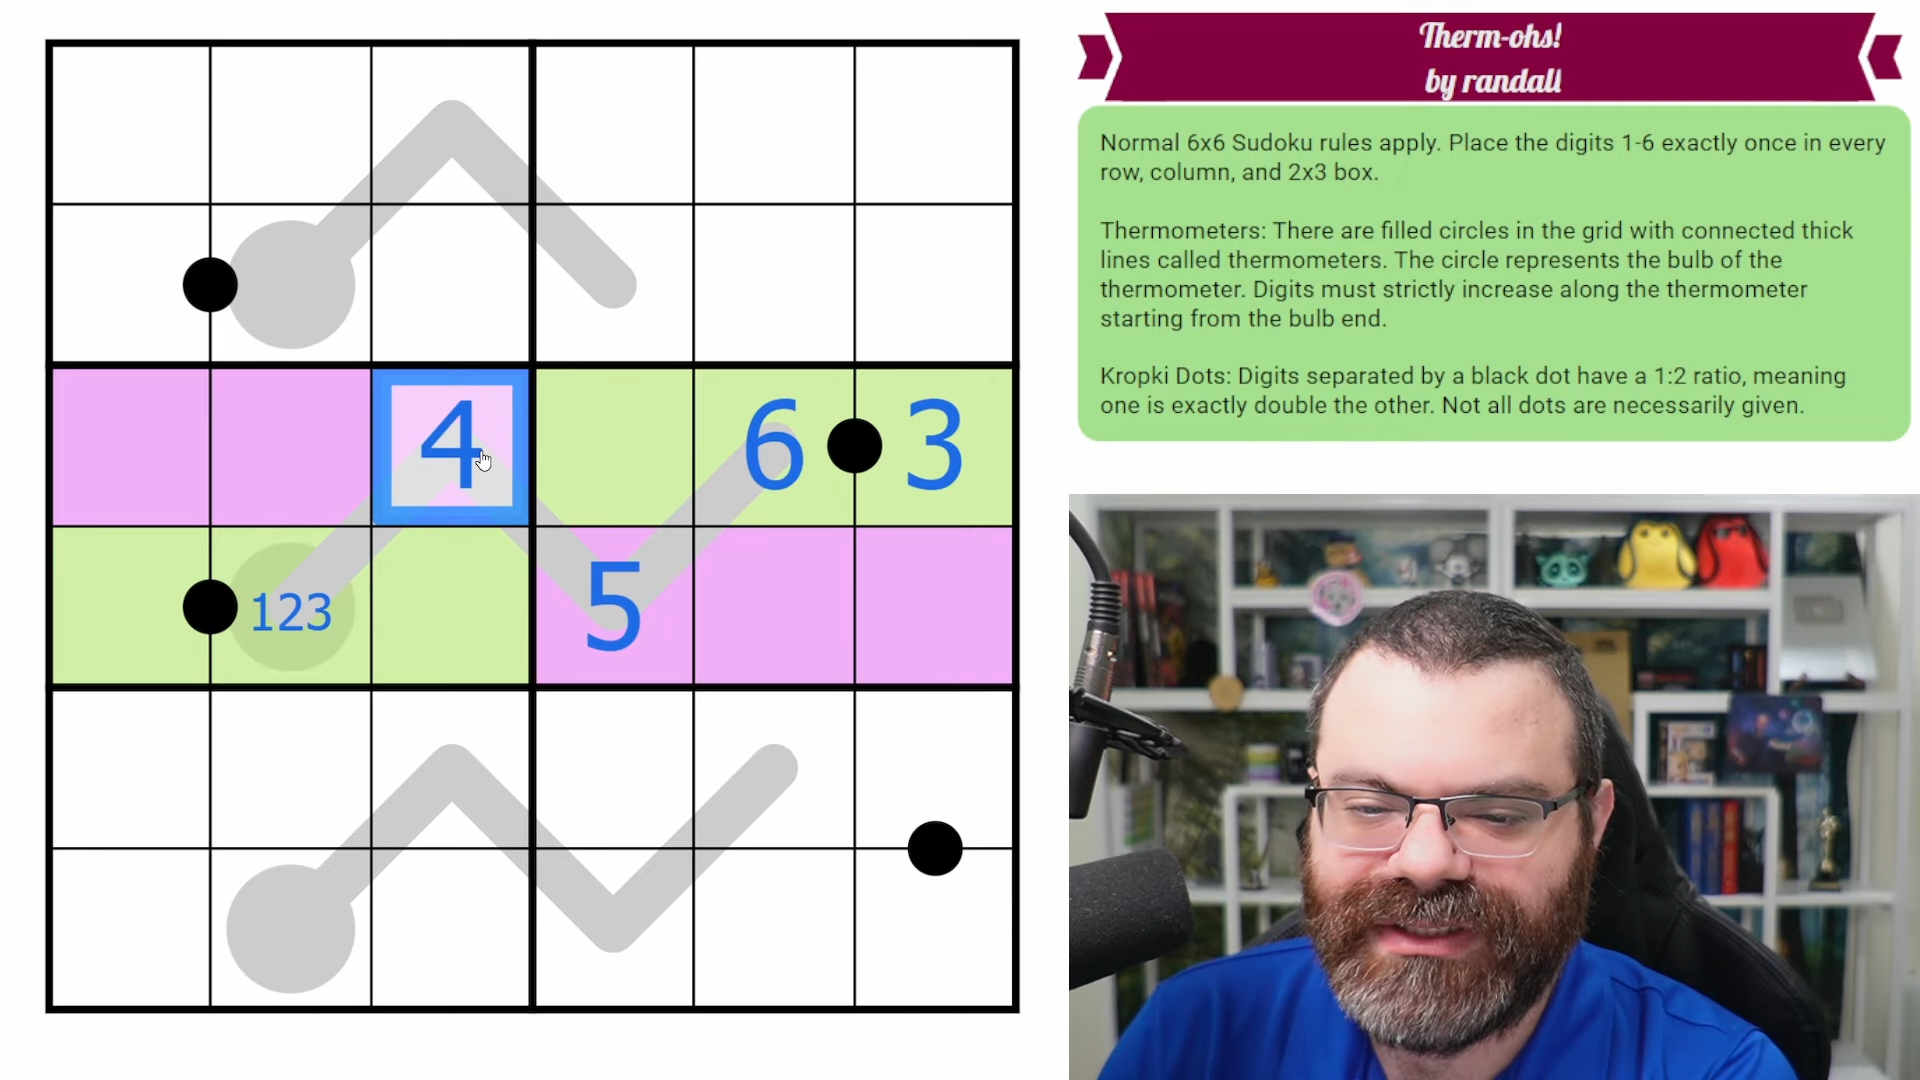 Therm-ohs!
by randall
Normal 6x6 Sudoku rules apply. Place the digits 1-6 exactly once in every
row, column, and 2x3 box.
Thermometers: There are filled circles in the grid with connected thick
lines called thermometers. The circle represents the bulb of the
thermometer. Digits must strictly increase along the thermometer
starting from the bulb end.
Kropki Dots: Digits separated by a black dot have a 1:2 ratio, meaning
one is exactly double the other. Not all dots are necessarily given.
4 6 3
123 5